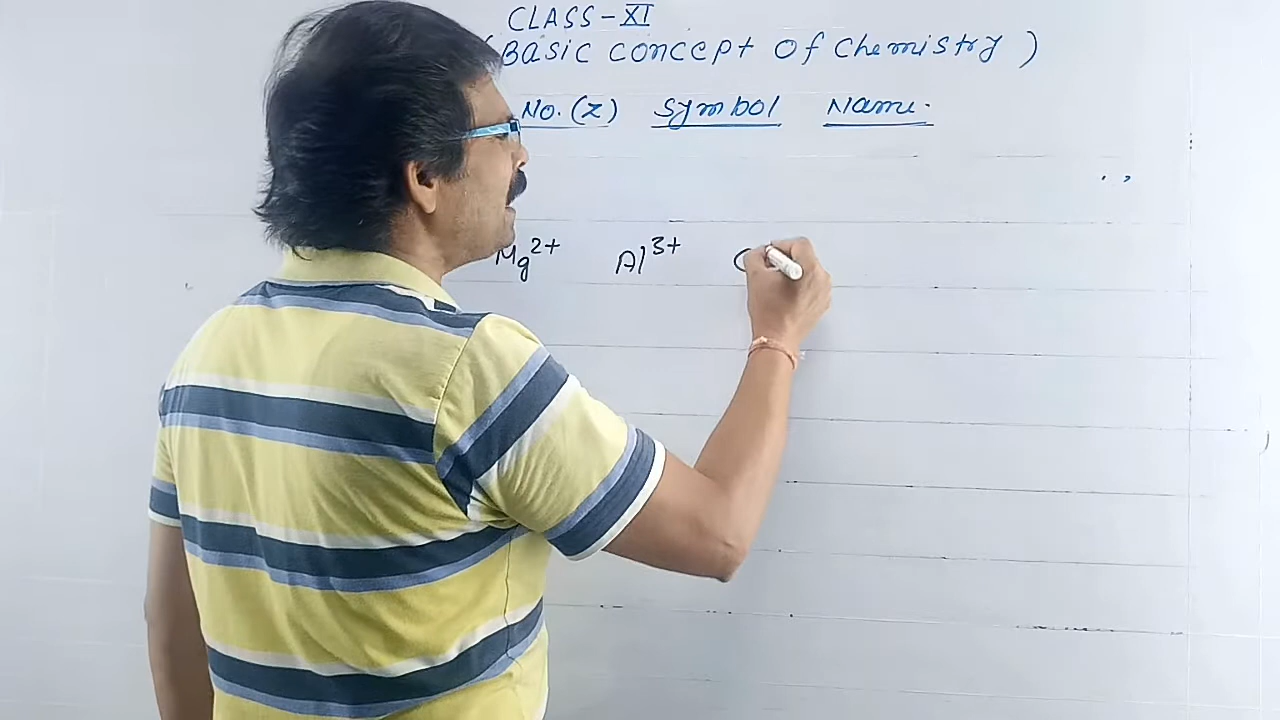 CLASS-XI
(BASIC CONCEPT OF Chemistry)
No.(Z) Symbol Name.
Mg²⁺ Al³⁺ C